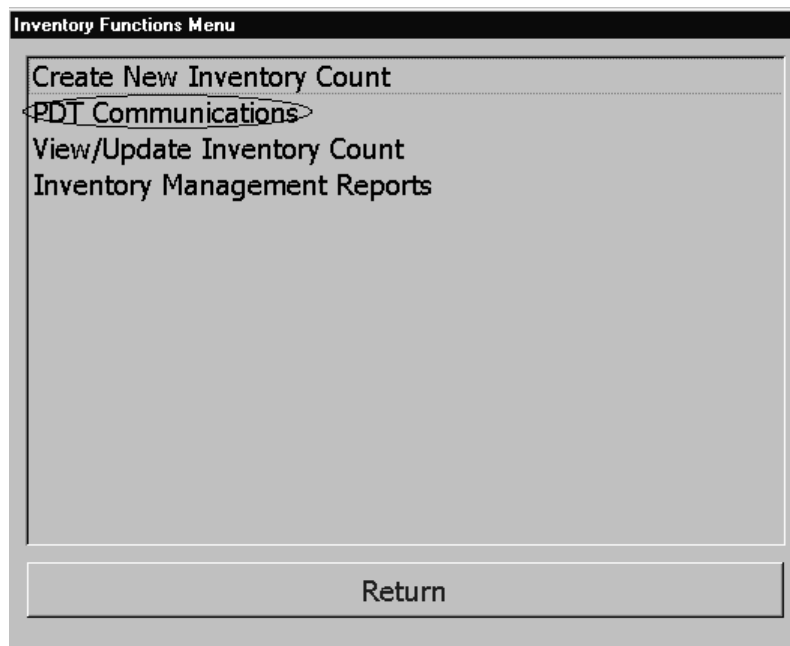 Inventory Functions Menu
Create New Inventory Count
PDT Communications
View/Update Inventory Count
Inventory Management Reports
Return